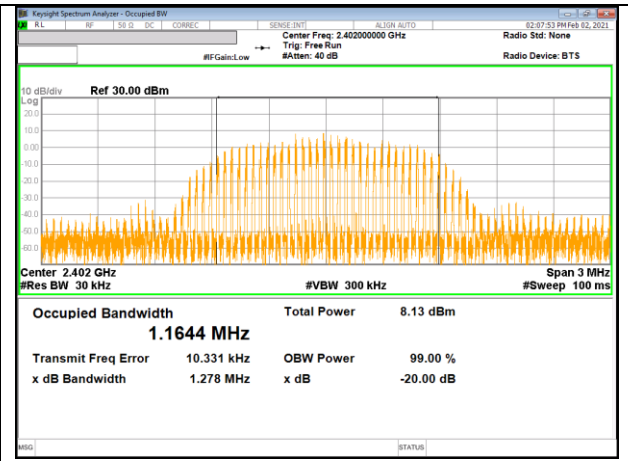 Keysight Spectrum Analyzer - Occupied BW
RL RF 50 Ω DC CORREC SENSE:INT ALIGN AUTO 02:07:53 PM Feb 02, 2021
Center Freq: 2.402000000 GHz Radio Std: None
Trig: Free Run
#IFGain:Low #Atten: 40 dB Radio Device: BTS
10 dB/div Ref 30.00 dBm
Log
20.0
10.0
0.00
-10.0
-20.0
-30.0
-40.0
-50.0
-60.0
Center 2.402 GHz Span 3 MHz
#Res BW 30 kHz #VBW 300 kHz #Sweep 100 ms
Occupied Bandwidth Total Power 8.13 dBm
1.1644 MHz
Transmit Freq Error 10.331 kHz OBW Power 99.00 %
x dB Bandwidth 1.278 MHz x dB -20.00 dB
MSG STATUS